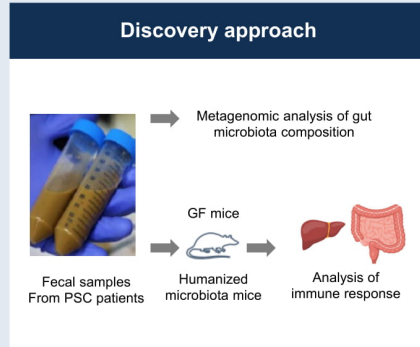 Discovery approach
Metagenomic analysis of gut
microbiota composition
GF mice
Fecal samples
From PSC patients
Humanized
microbiota mice
Analysis of
immune response